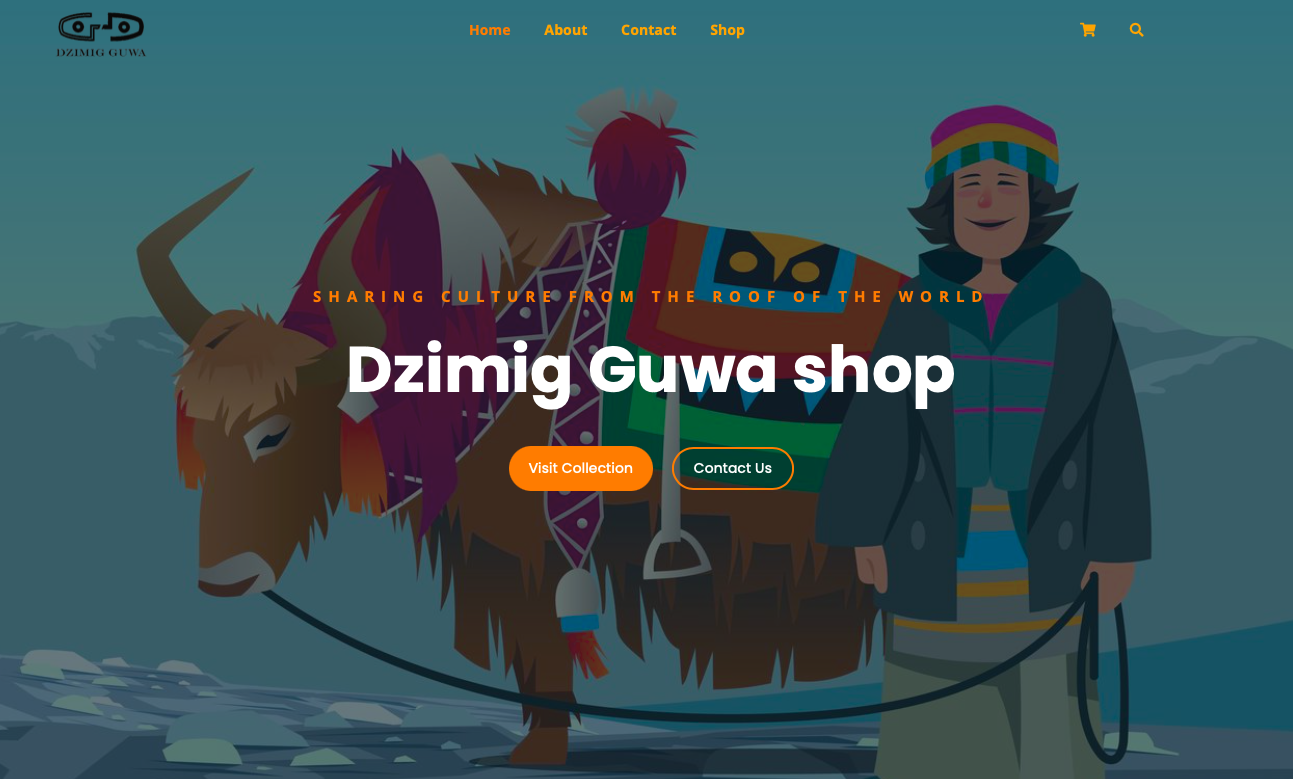 DZIMIG GUWA
Home About Contact Shop
SHARING CULTURE FROM THE ROOF OF THE WORLD
Dzimig Guwa shop
Visit Collection Contact Us